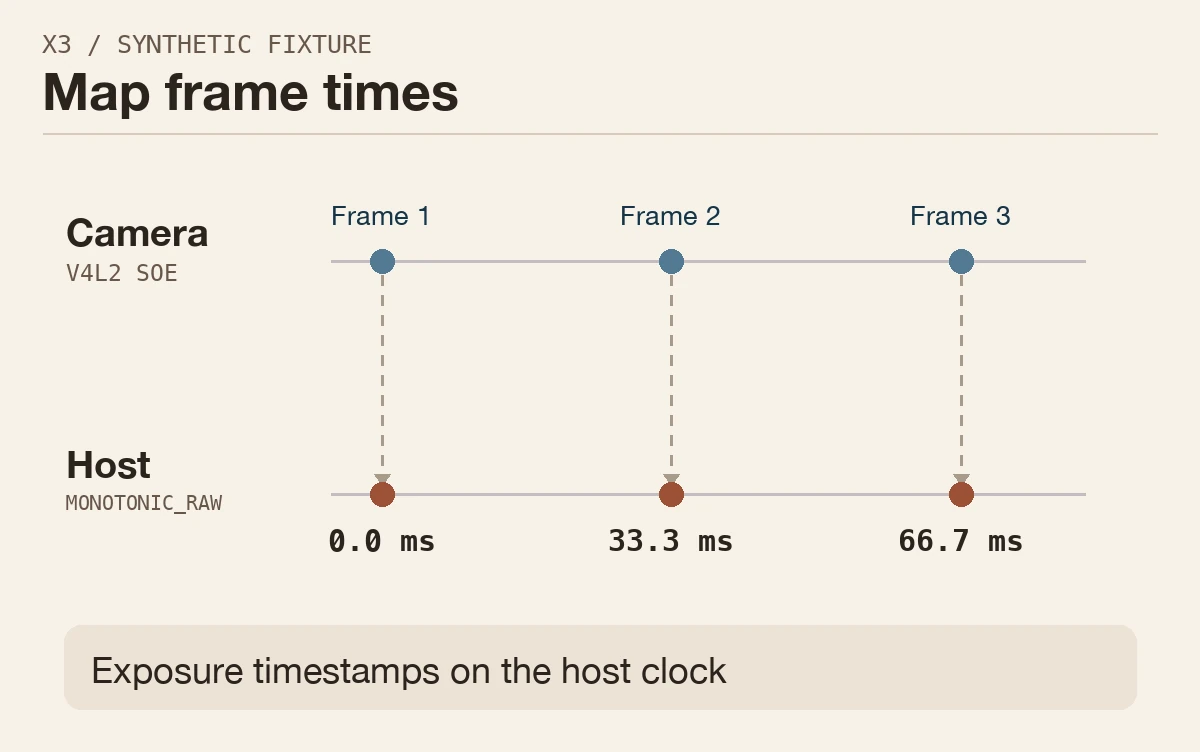 X3 / SYNTHETIC FIXTURE
Map frame times
Frame 1 Frame 2 Frame 3
Camera
V4L2 SOE
Host
MONOTONIC_RAW
0.0 ms 33.3 ms 66.7 ms
Exposure timestamps on the host clock